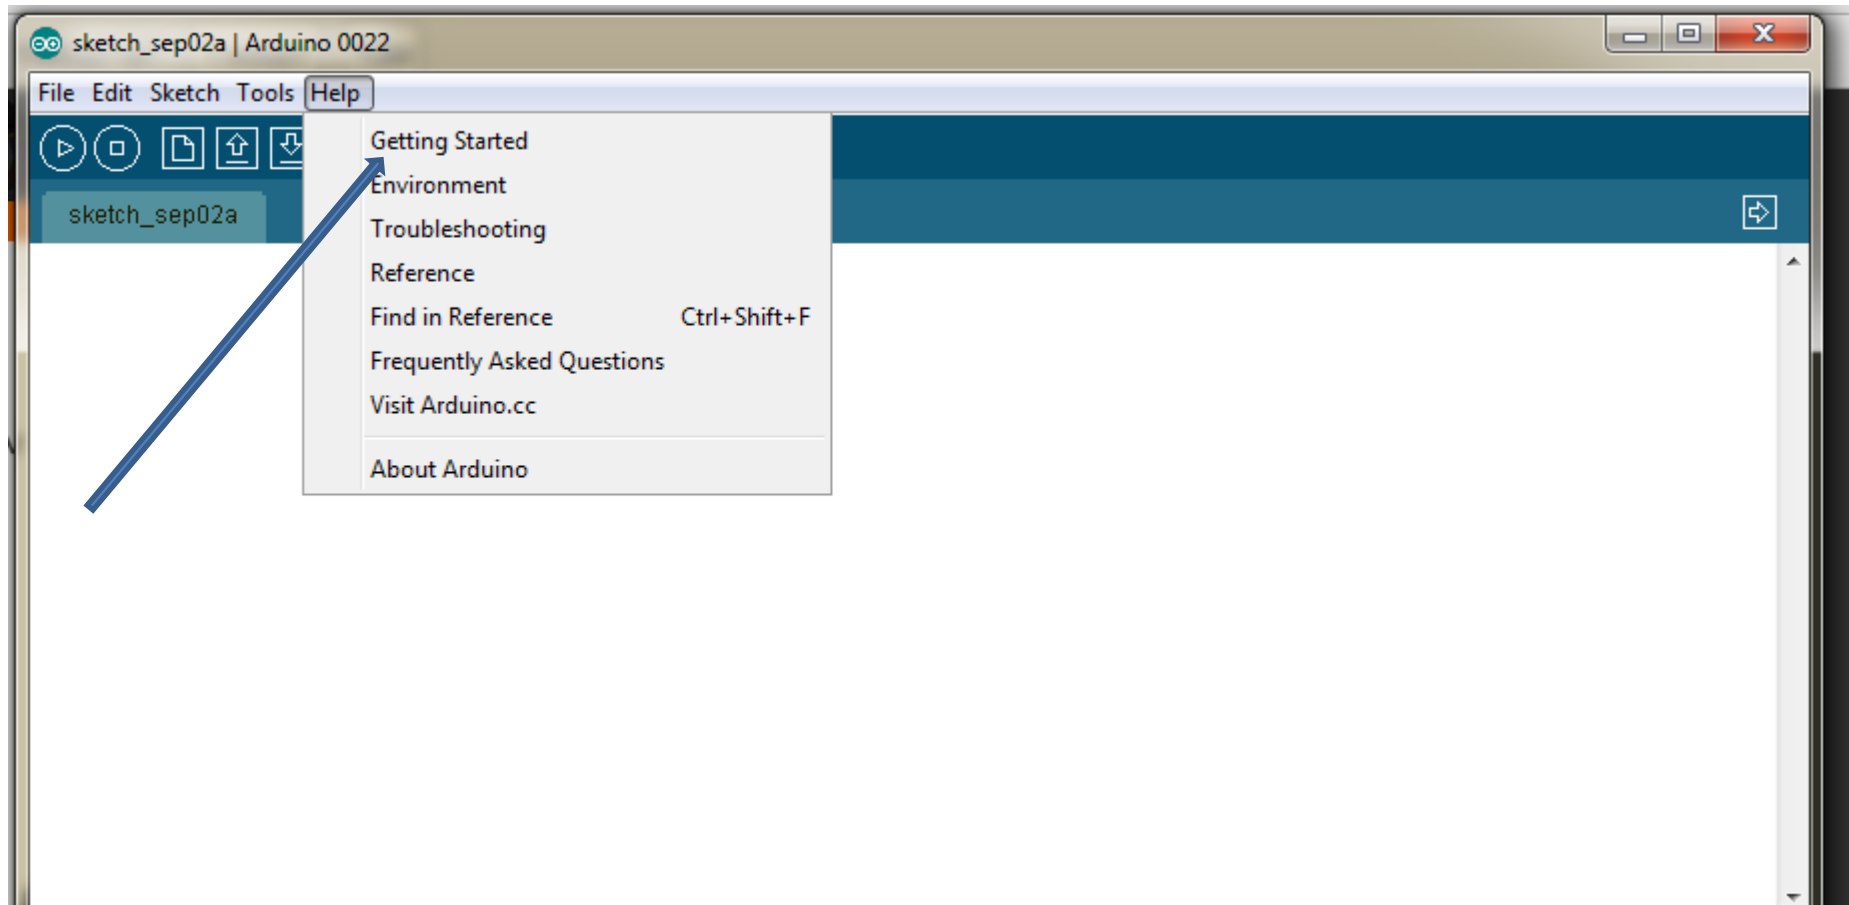 sketch_sep02a | Arduino 0022
File Edit Sketch Tools Help
Getting Started
Environment
sketch_sep02a
Troubleshooting
Reference
Find in Reference Ctrl+Shift+F
Frequently Asked Questions
Visit Arduino.cc
About Arduino